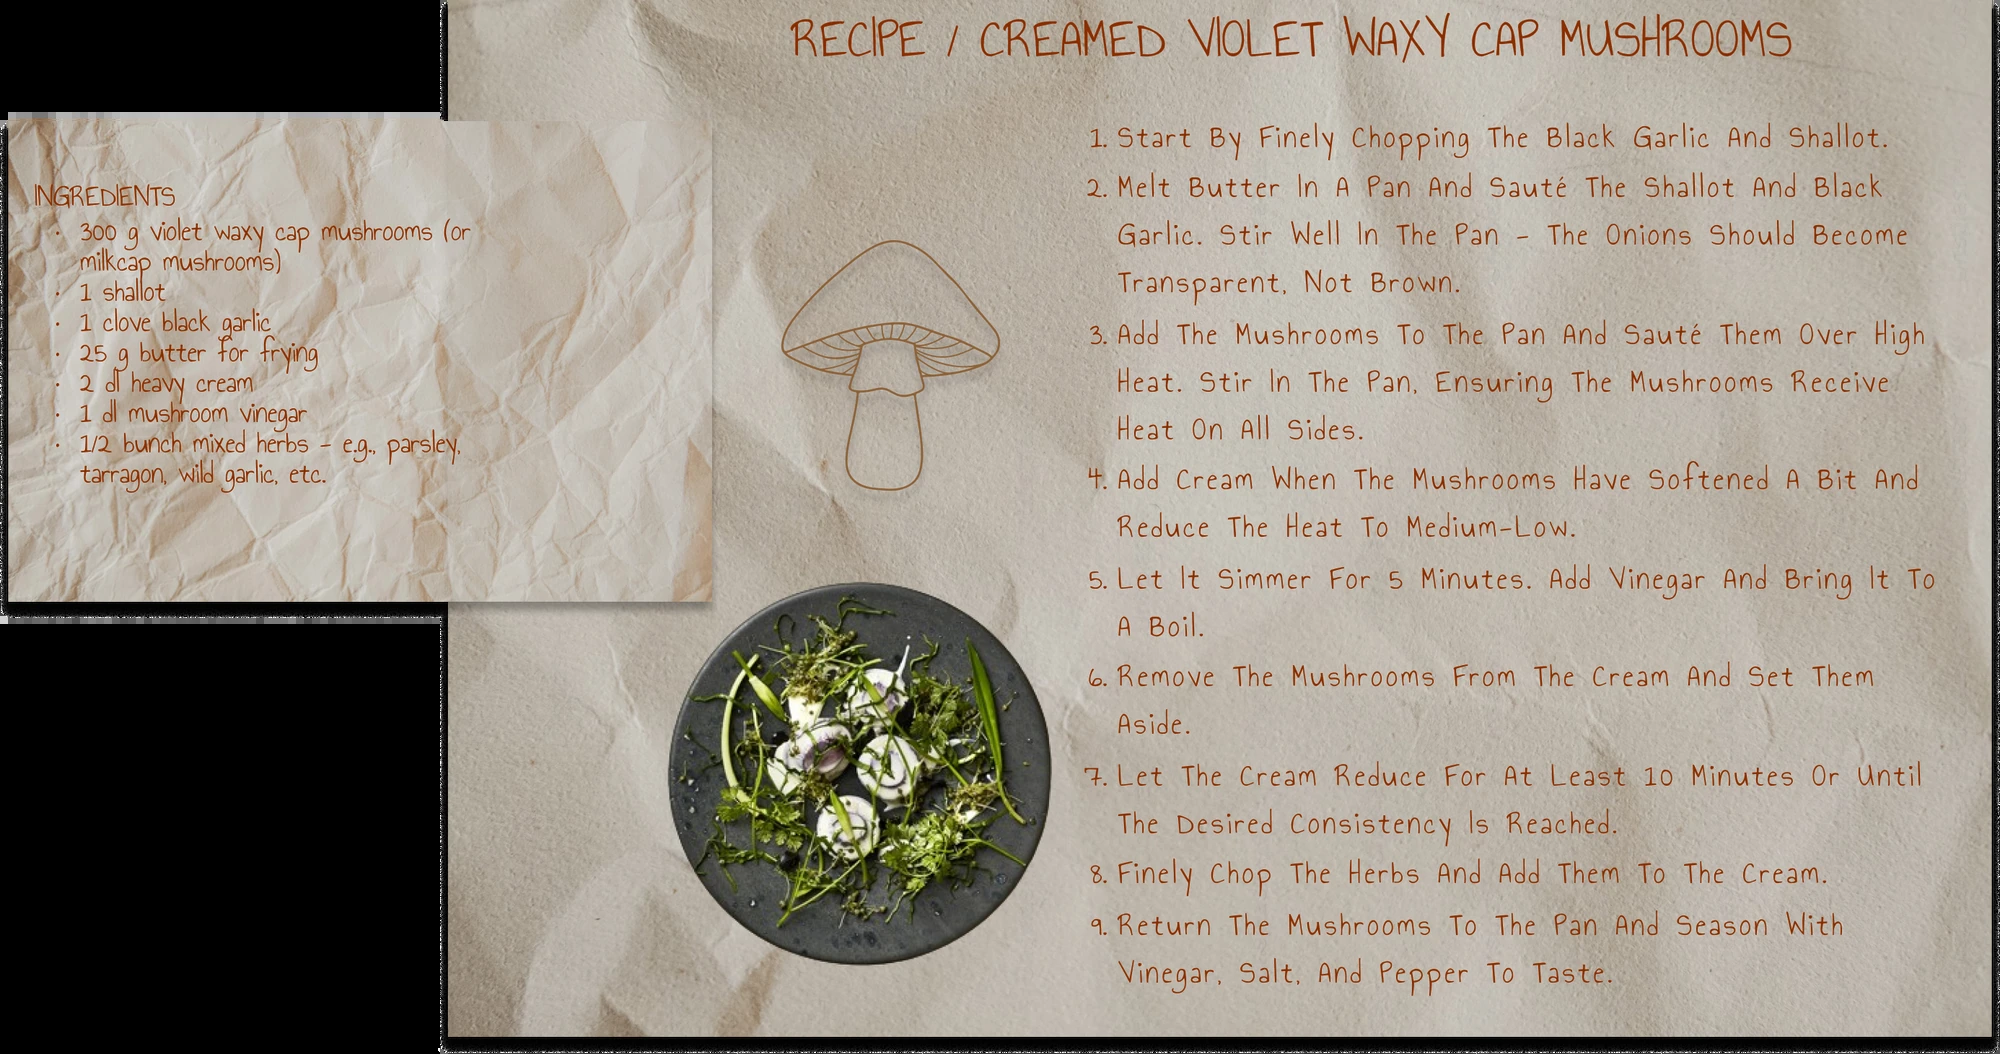 RECIPE / CREAMED VIOLET WAXY CAP MUSHROOMS
INGREDIENTS
· 300 g violet waxy cap mushrooms (or
milkcap mushrooms)
· 1 shallot
· 1 clove black garlic
· 25 g butter for frying
· 2 dl heavy cream
· 1 dl mushroom vinegar
· 1/2 bunch mixed herbs - e.g., parsley,
tarragon, wild garlic, etc.
1. Start By Finely Chopping The Black Garlic And Shallot.
2. Melt Butter In A Pan And Sauté The Shallot And Black
Garlic. Stir Well In The Pan - The Onions Should Become
Transparent, Not Brown.
3. Add The Mushrooms To The Pan And Sauté Them Over High
Heat. Stir In The Pan, Ensuring The Mushrooms Receive
Heat On All Sides.
4. Add Cream When The Mushrooms Have Softened A Bit And
Reduce The Heat To Medium-Low.
5. Let It Simmer For 5 Minutes. Add Vinegar And Bring It To
A Boil.
6. Remove The Mushrooms From The Cream And Set Them
Aside.
7. Let The Cream Reduce For At Least 10 Minutes Or Until
The Desired Consistency Is Reached.
8. Finely Chop The Herbs And Add Them To The Cream.
9. Return The Mushrooms To The Pan And Season With
Vinegar, Salt, And Pepper To Taste.